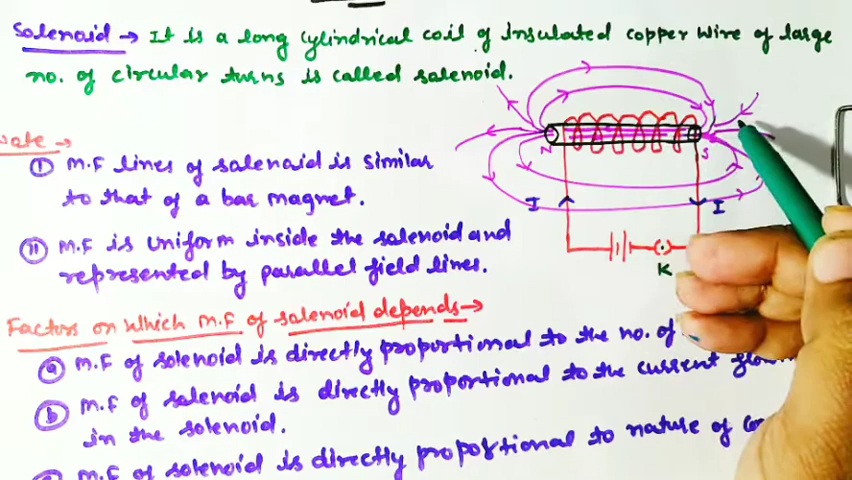 Solenoid → It is a long cylindrical coil of insulated copper wire of large
no. of circular turns is called solenoid.
N
S
I
I
K
(i) M.F lines of solenoid is similar
to that of a bar magnet.
(ii) M.F is uniform inside the solenoid and
represented by parallel field lines.
Factors on which M.F of solenoid depends →
(a) M.F of solenoid is directly proportional to the no. of
(b) M.F of solenoid is directly proportional to the current
in the solenoid.
M.F of solenoid is directly proportional to nature of